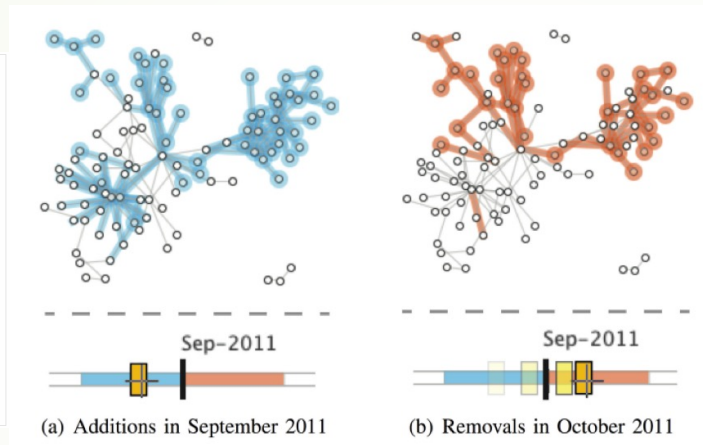 Sep-2011
Sep-2011
(a) Additions in September 2011
(b) Removals in October 2011